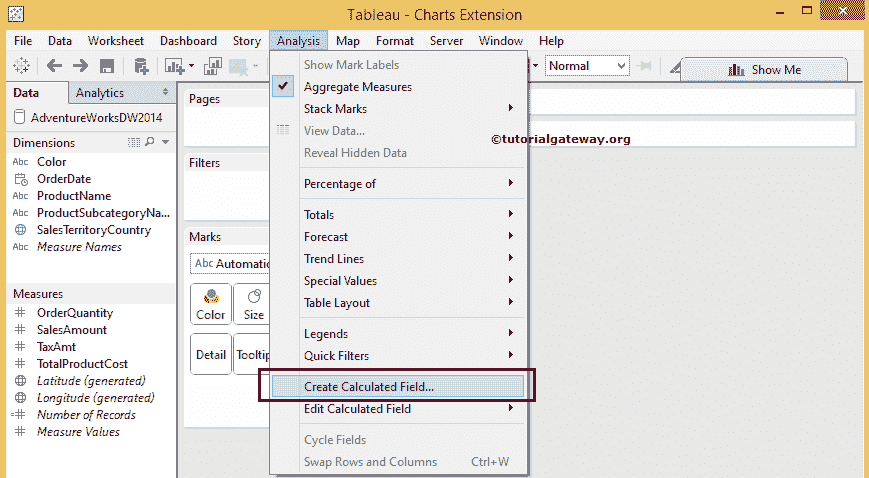 Tableau - Charts Extension
File Data Worksheet Dashboard Story Analysis Map Format Server Window Help
Normal
Show Me
Data Analytics
AdventureWorksDW2014
Dimensions
Abc Color
OrderDate
Abc ProductName
Abc ProductSubcategoryNa...
SalesTerritoryCountry
Abc Measure Names
Measures
OrderQuantity
SalesAmount
TaxAmt
TotalProductCost
Latitude (generated)
Longitude (generated)
Number of Records
Measure Values
Pages
Filters
Marks
Abc Automatic
Color Size
Detail Tooltip
Show Mark Labels
Aggregate Measures
Stack Marks
View Data...
Reveal Hidden Data
Percentage of
Totals
Forecast
Trend Lines
Special Values
Table Layout
Legends
Quick Filters
Create Calculated Field...
Edit Calculated Field
Cycle Fields
Swap Rows and Columns Ctrl+W
©tutorialgateway.org